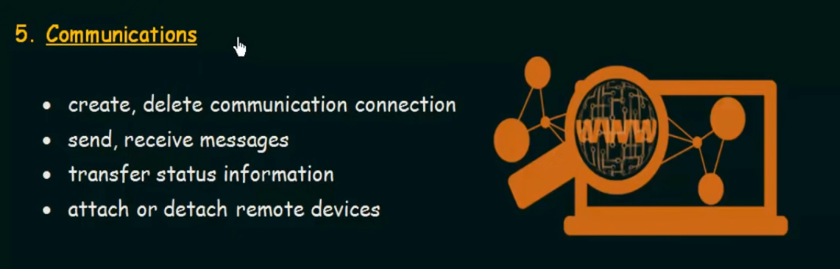 5. Communications
• create, delete communication connection
• send, receive messages
• transfer status information
• attach or detach remote devices
WWW